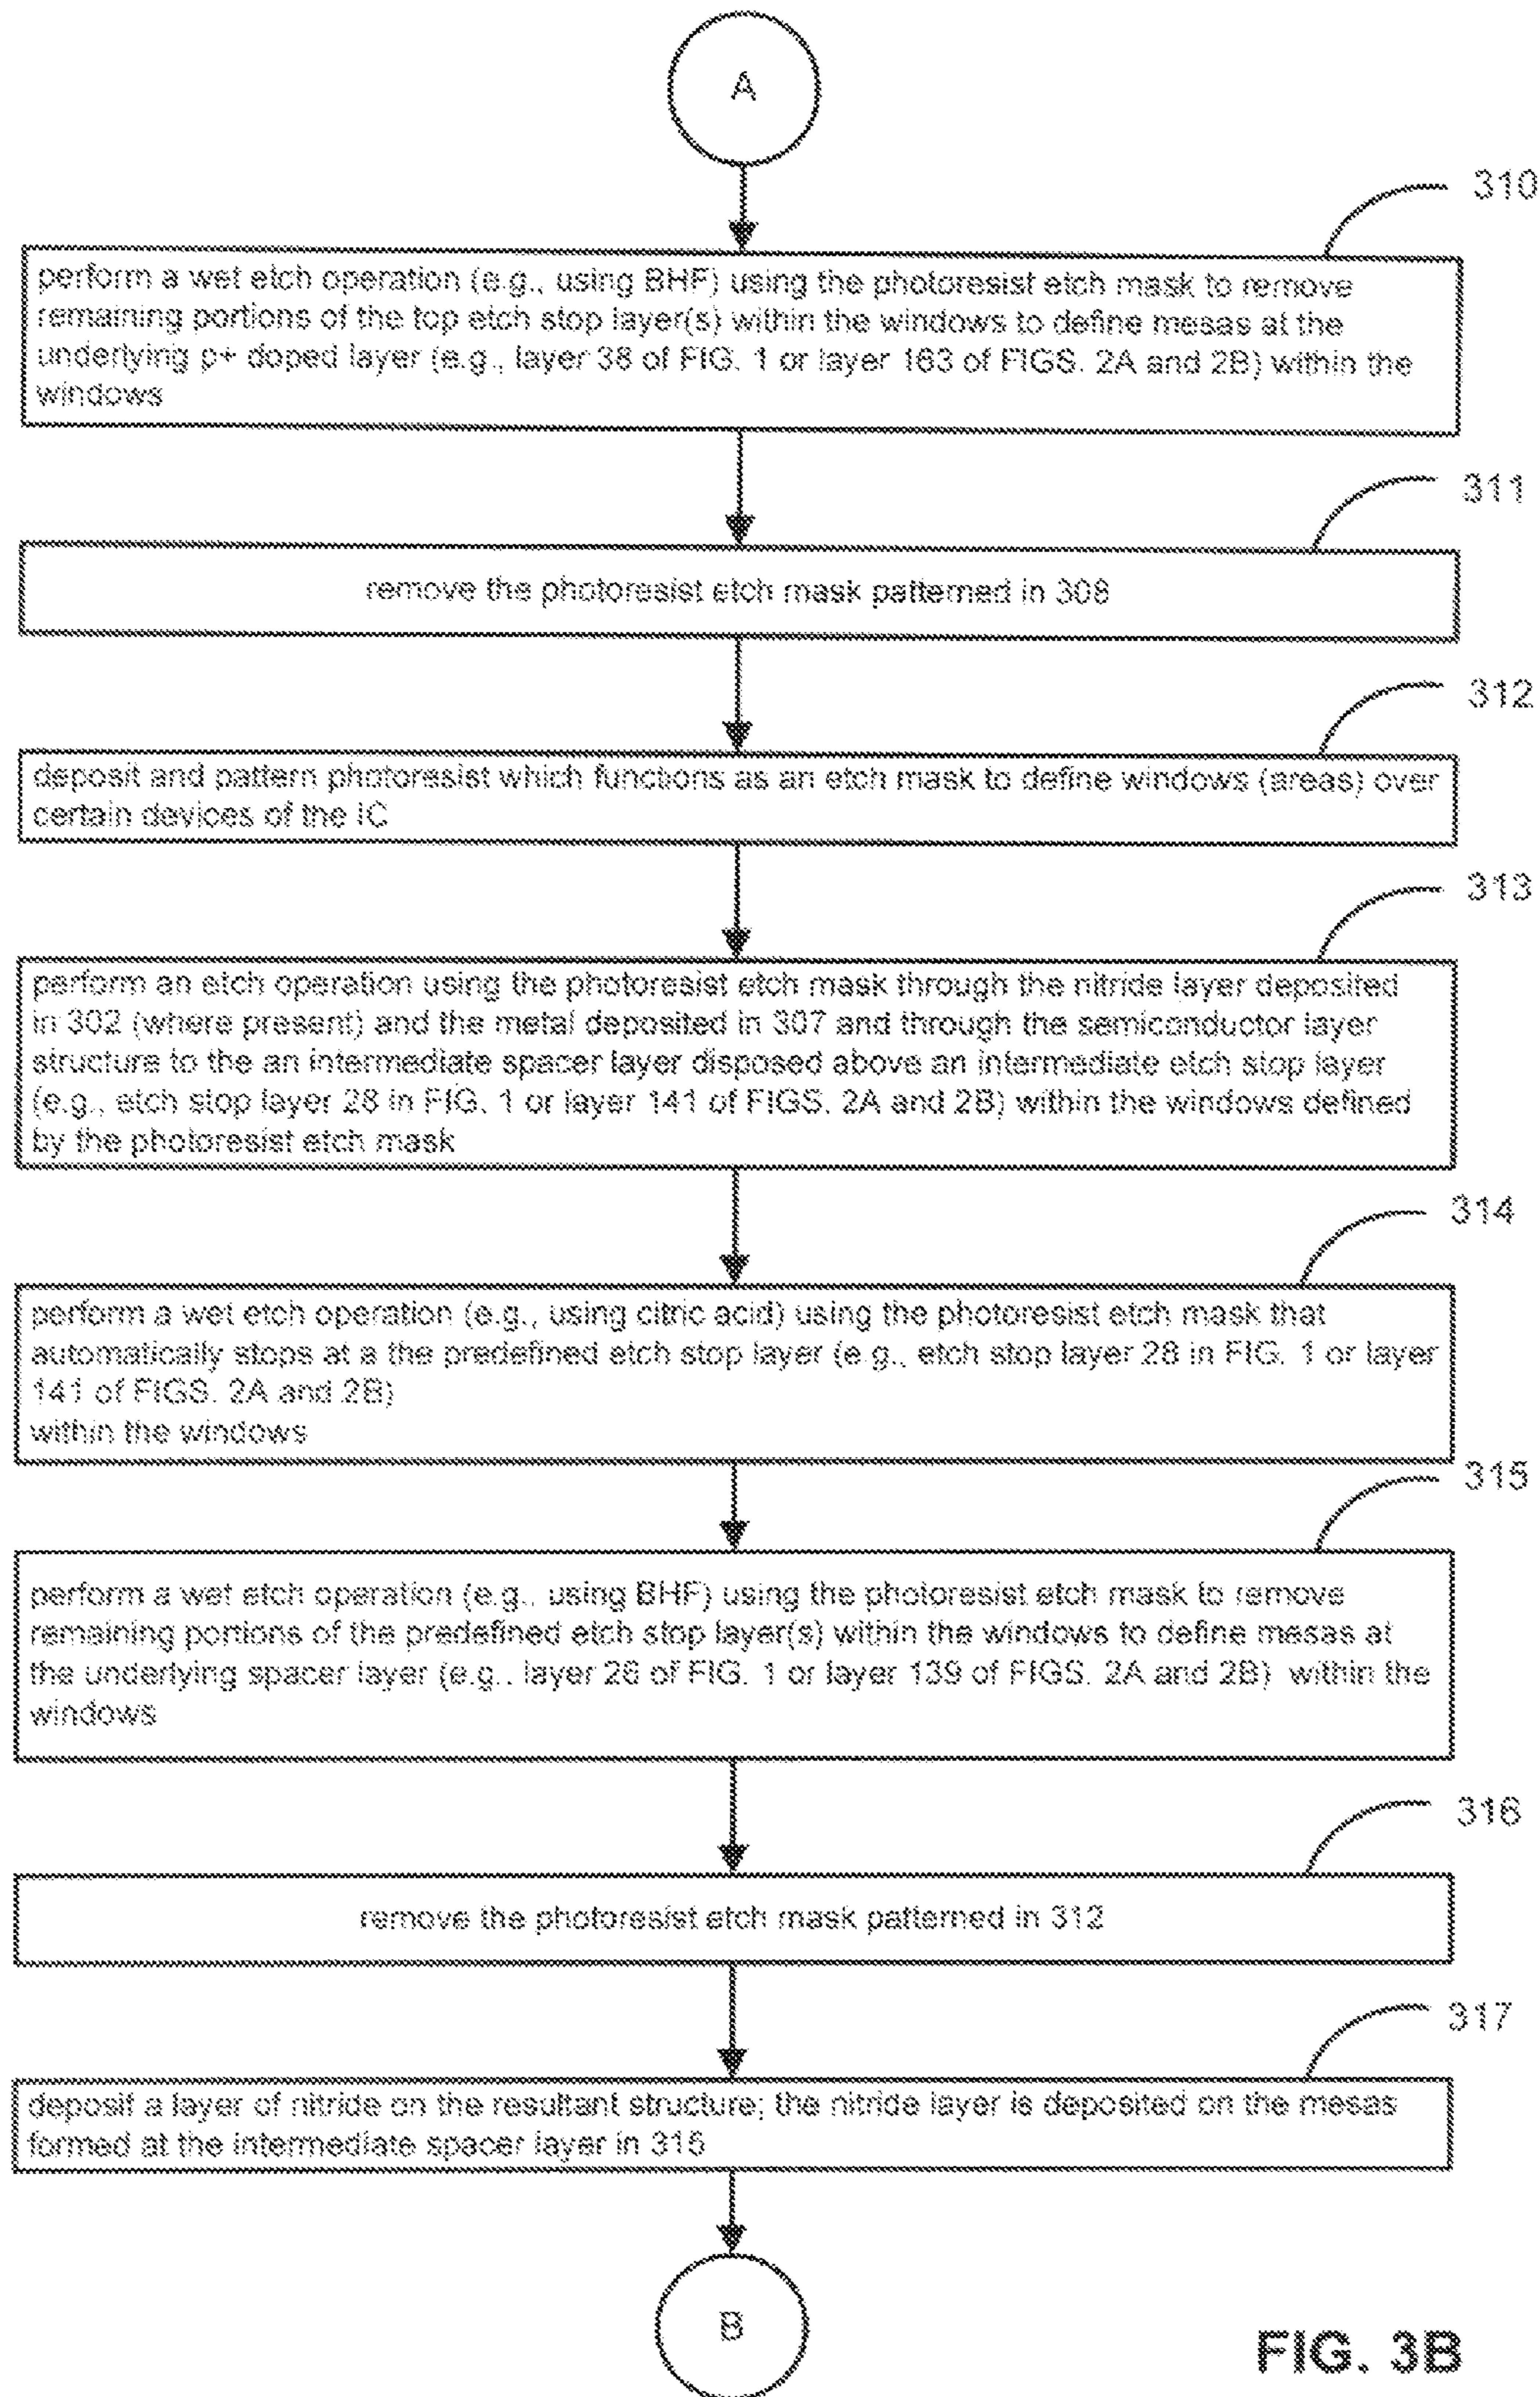 A
310
perform a wet etch operation (e.g., using BHF) using the photoresist etch mask to remove
remaining portions of the top etch stop layer(s) within the windows to define mesas at the
underlying p+ doped layer (e.g., layer 38 of FIG. 1 or layer 163 of FIGS. 2A and 2B) within the
windows
311
remove the photoresist etch mask patterned in 308
312
deposit and pattern photoresist which functions as an etch mask to define windows (areas) over
certain devices of the IC
313
perform an etch operation using the photoresist etch mask through the nitride layer deposited
in 302 (where present) and the metal deposited in 307 and through the semiconductor layer
structure to the an intermediate spacer layer disposed above an intermediate etch stop layer
(e.g., etch stop layer 28 in FIG. 1 or layer 141 of FIGS. 2A and 2B) within the windows defined
by the photoresist etch mask
314
perform a wet etch operation (e.g., using citric acid) using the photoresist etch mask that
automatically stops at a the predefined etch stop layer (e.g., etch stop layer 28 in FIG. 1 or layer
141 of FIGS. 2A and 2B)
within the windows
315
perform a wet etch operation (e.g., using BHF) using the photoresist etch mask to remove
remaining portions of the predefined etch stop layer(s) within the windows to define mesas at
the underlying spacer layer (e.g., layer 26 of FIG. 1 or layer 139 of FIGS. 2A and 2B) within the
windows
316
remove the photoresist etch mask patterned in 312
317
deposit a layer of nitride on the resultant structure; the nitride layer is deposited on the mesas
formed at the intermediate spacer layer in 315
B
FIG. 3B